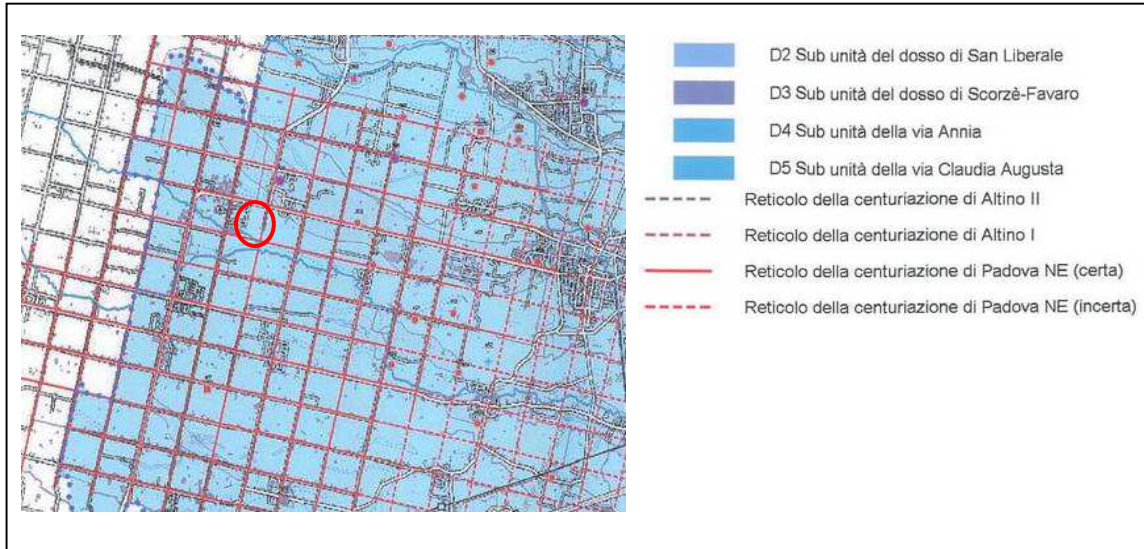 D2 Sub unità del dosso di San Liberale
D3 Sub unità del dosso di Scorzè-Favaro
D4 Sub unità della via Annia
D5 Sub unità della via Claudia Augusta
Reticolo della centuriazione di Altino II
Reticolo della centuriazione di Altino I
Reticolo della centuriazione di Padova NE (certa)
Reticolo della centuriazione di Padova NE (incerta)